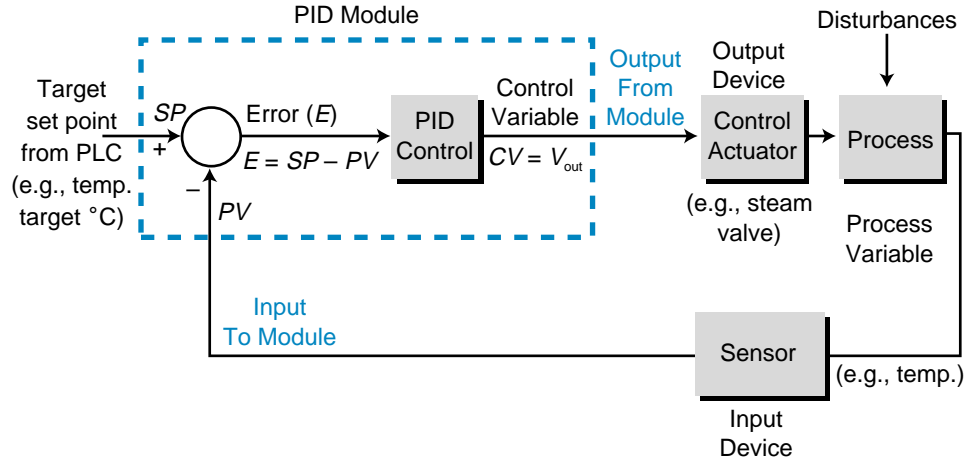 PID Module
Disturbances
Target
set point
from PLC
(e.g., temp.
target °C)
SP
+
–
Error (E)
E = SP – PV
PV
PID
Control
Control
Variable
CV = Vout
Output
From
Module
Output
Device
Control
Actuator
(e.g., steam
valve)
Process
Process
Variable
Input
To Module
Sensor
(e.g., temp.)
Input
Device